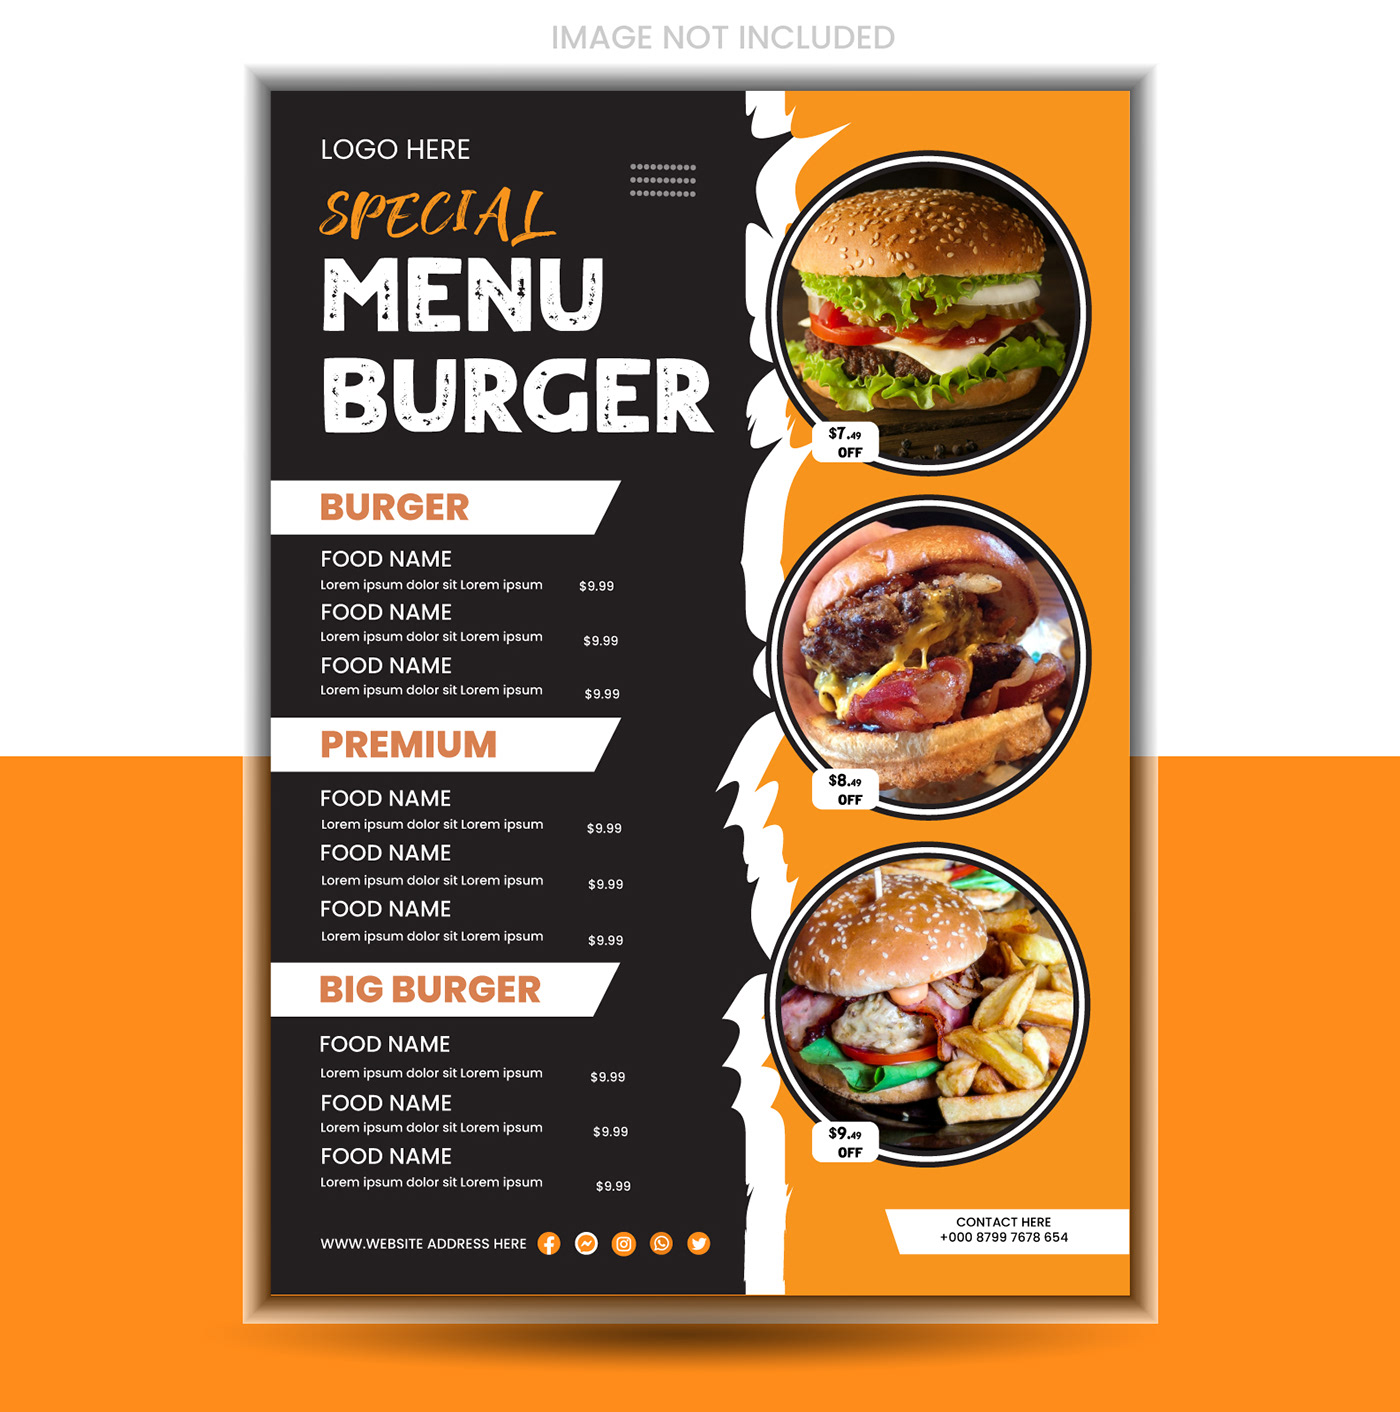 IMAGE NOT INCLUDED
LOGO HERE
SPECIAL
MENU
BURGER
BURGER
FOOD NAME
Lorem ipsum dolor sit Lorem ipsum $9.99
FOOD NAME
Lorem ipsum dolor sit Lorem ipsum $9.99
FOOD NAME
Lorem ipsum dolor sit Lorem ipsum $9.99
PREMIUM
FOOD NAME
Lorem ipsum dolor sit Lorem ipsum $9.99
FOOD NAME
Lorem ipsum dolor sit Lorem ipsum $9.99
FOOD NAME
Lorem ipsum dolor sit Lorem ipsum $9.99
BIG BURGER
FOOD NAME
Lorem ipsum dolor sit Lorem ipsum $9.99
FOOD NAME
Lorem ipsum dolor sit Lorem ipsum $9.99
FOOD NAME
Lorem ipsum dolor sit Lorem ipsum $9.99
WWW.WEBSITE ADDRESS HERE
$7.49
OFF
$8.49
OFF
$9.49
OFF
CONTACT HERE
+000 8799 7678 654